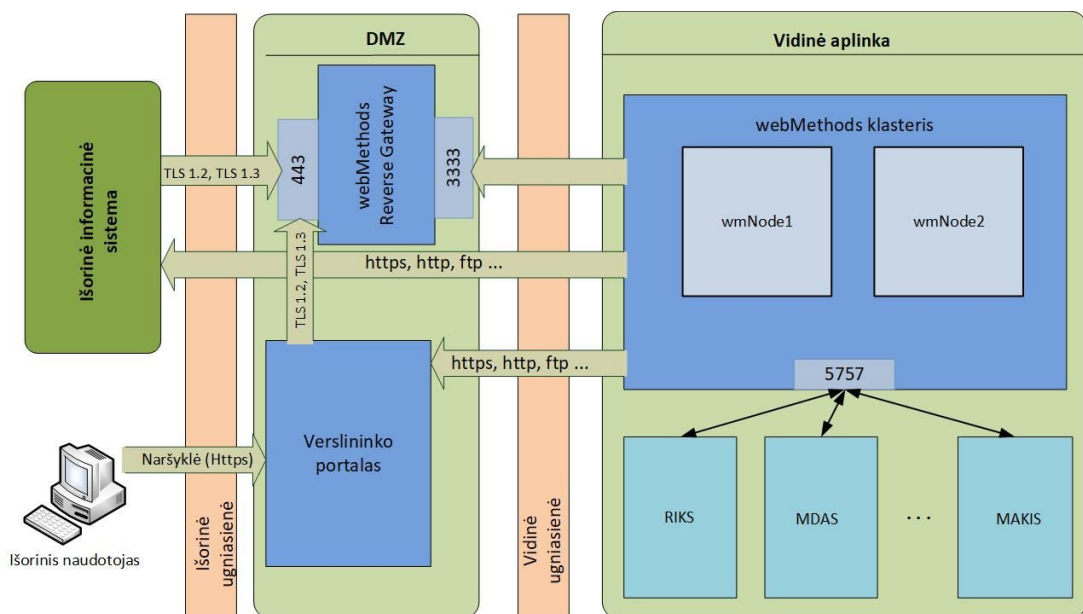 DMZ
Vidinė aplinka
webMethods
Reverse Gateway
443
3333
webMethods klasteris
wmNode1
wmNode2
Išorinė informacinė
sistema
TLS 1.2, TLS 1.3
https, http, ftp ...
TLS 1.2, TLS 1.3
https, http, ftp ...
5757
Verslininko
portalas
Naršyklė (Https)
Išorinis naudotojas
Išorinė
ugniasienė
Vidinė
ugniasienė
RIKS
MDAS
...
MAKIS